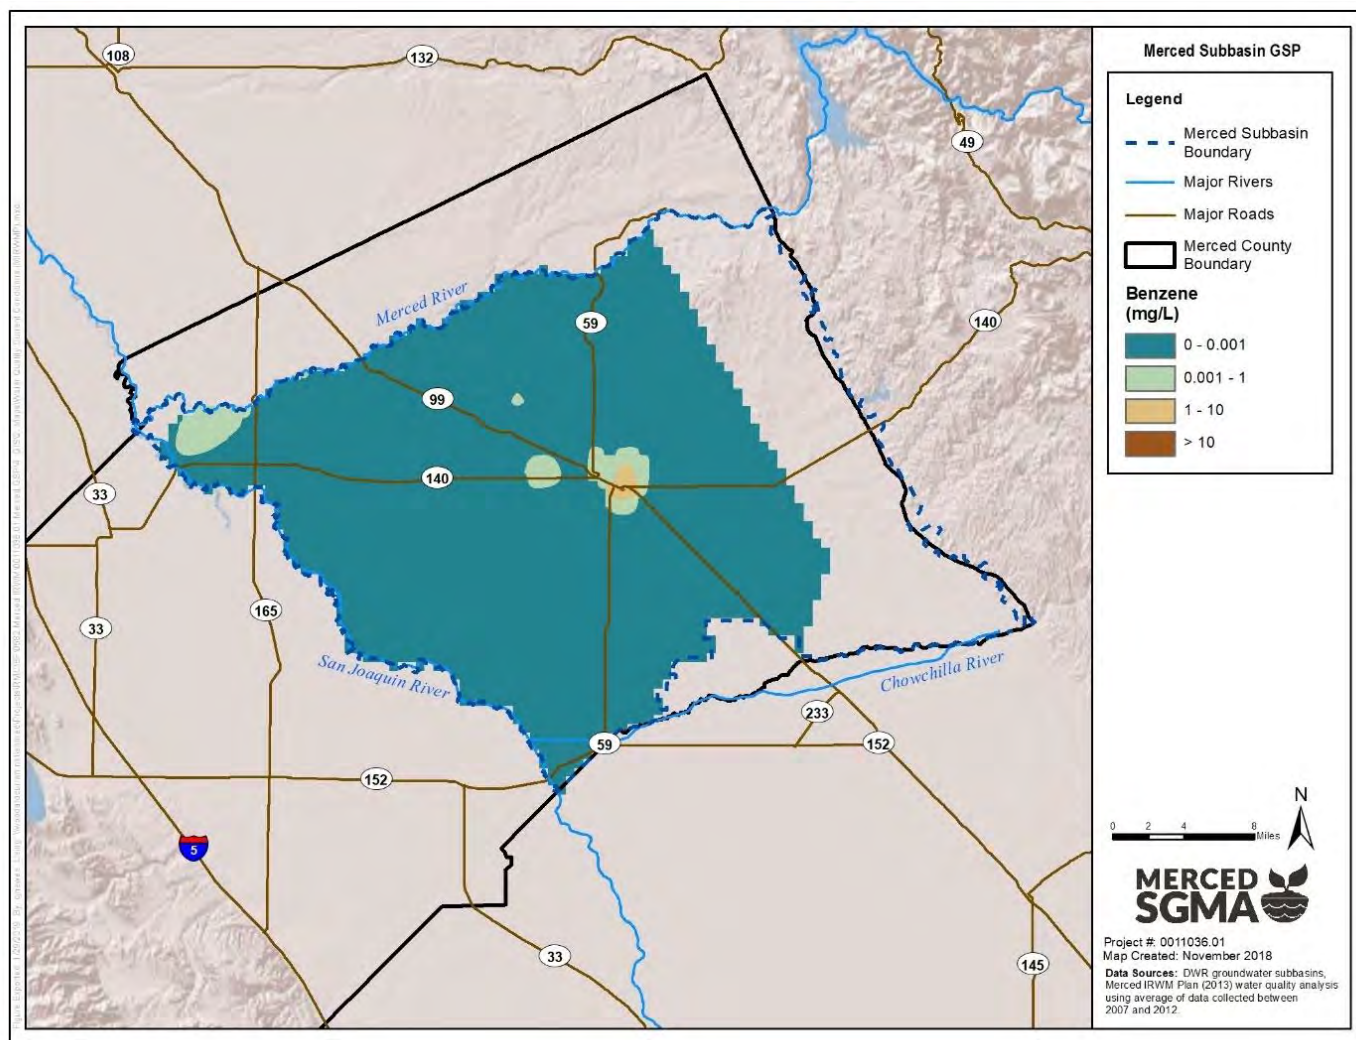 108
132
49
140
59
99
140
33
33
165
Merced River
San Joaquin River
Chowchilla River
233
152
59
152
5
33
145
Merced Subbasin GSP
Legend
Merced Subbasin
Boundary
Major Rivers
Major Roads
Merced County
Boundary
Benzene
(mg/L)
0 - 0.001
0.001 - 1
1 - 10
> 10
N
0 2 4 8
Miles
MERCED
SGMA
Project #: 0011036.01
Map Created: November 2018
Data Sources: DWR groundwater subbasins,
Merced IRWM Plan (2013) water quality analysis
using average of data collected between
2007 and 2012.